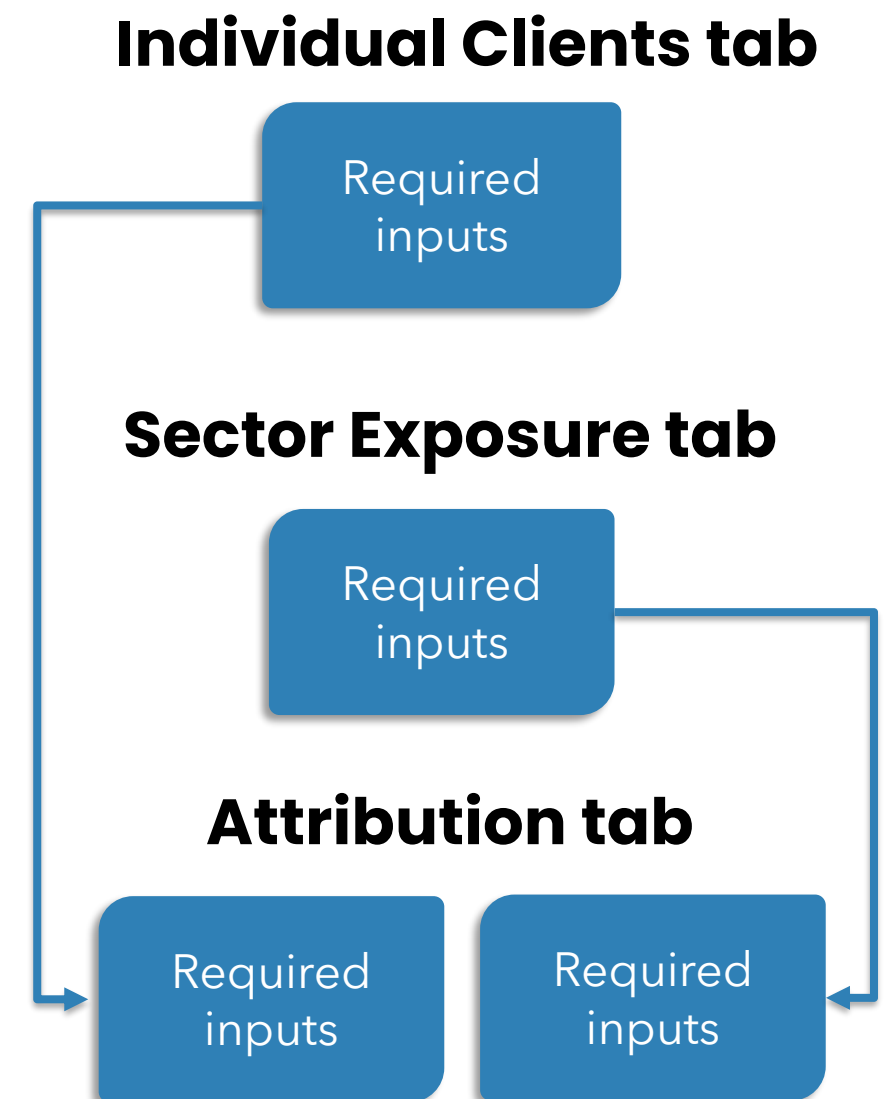 Individual Clients tab
Required
inputs
Sector Exposure tab
Required
inputs
Attribution tab
Required
inputs
Required
inputs